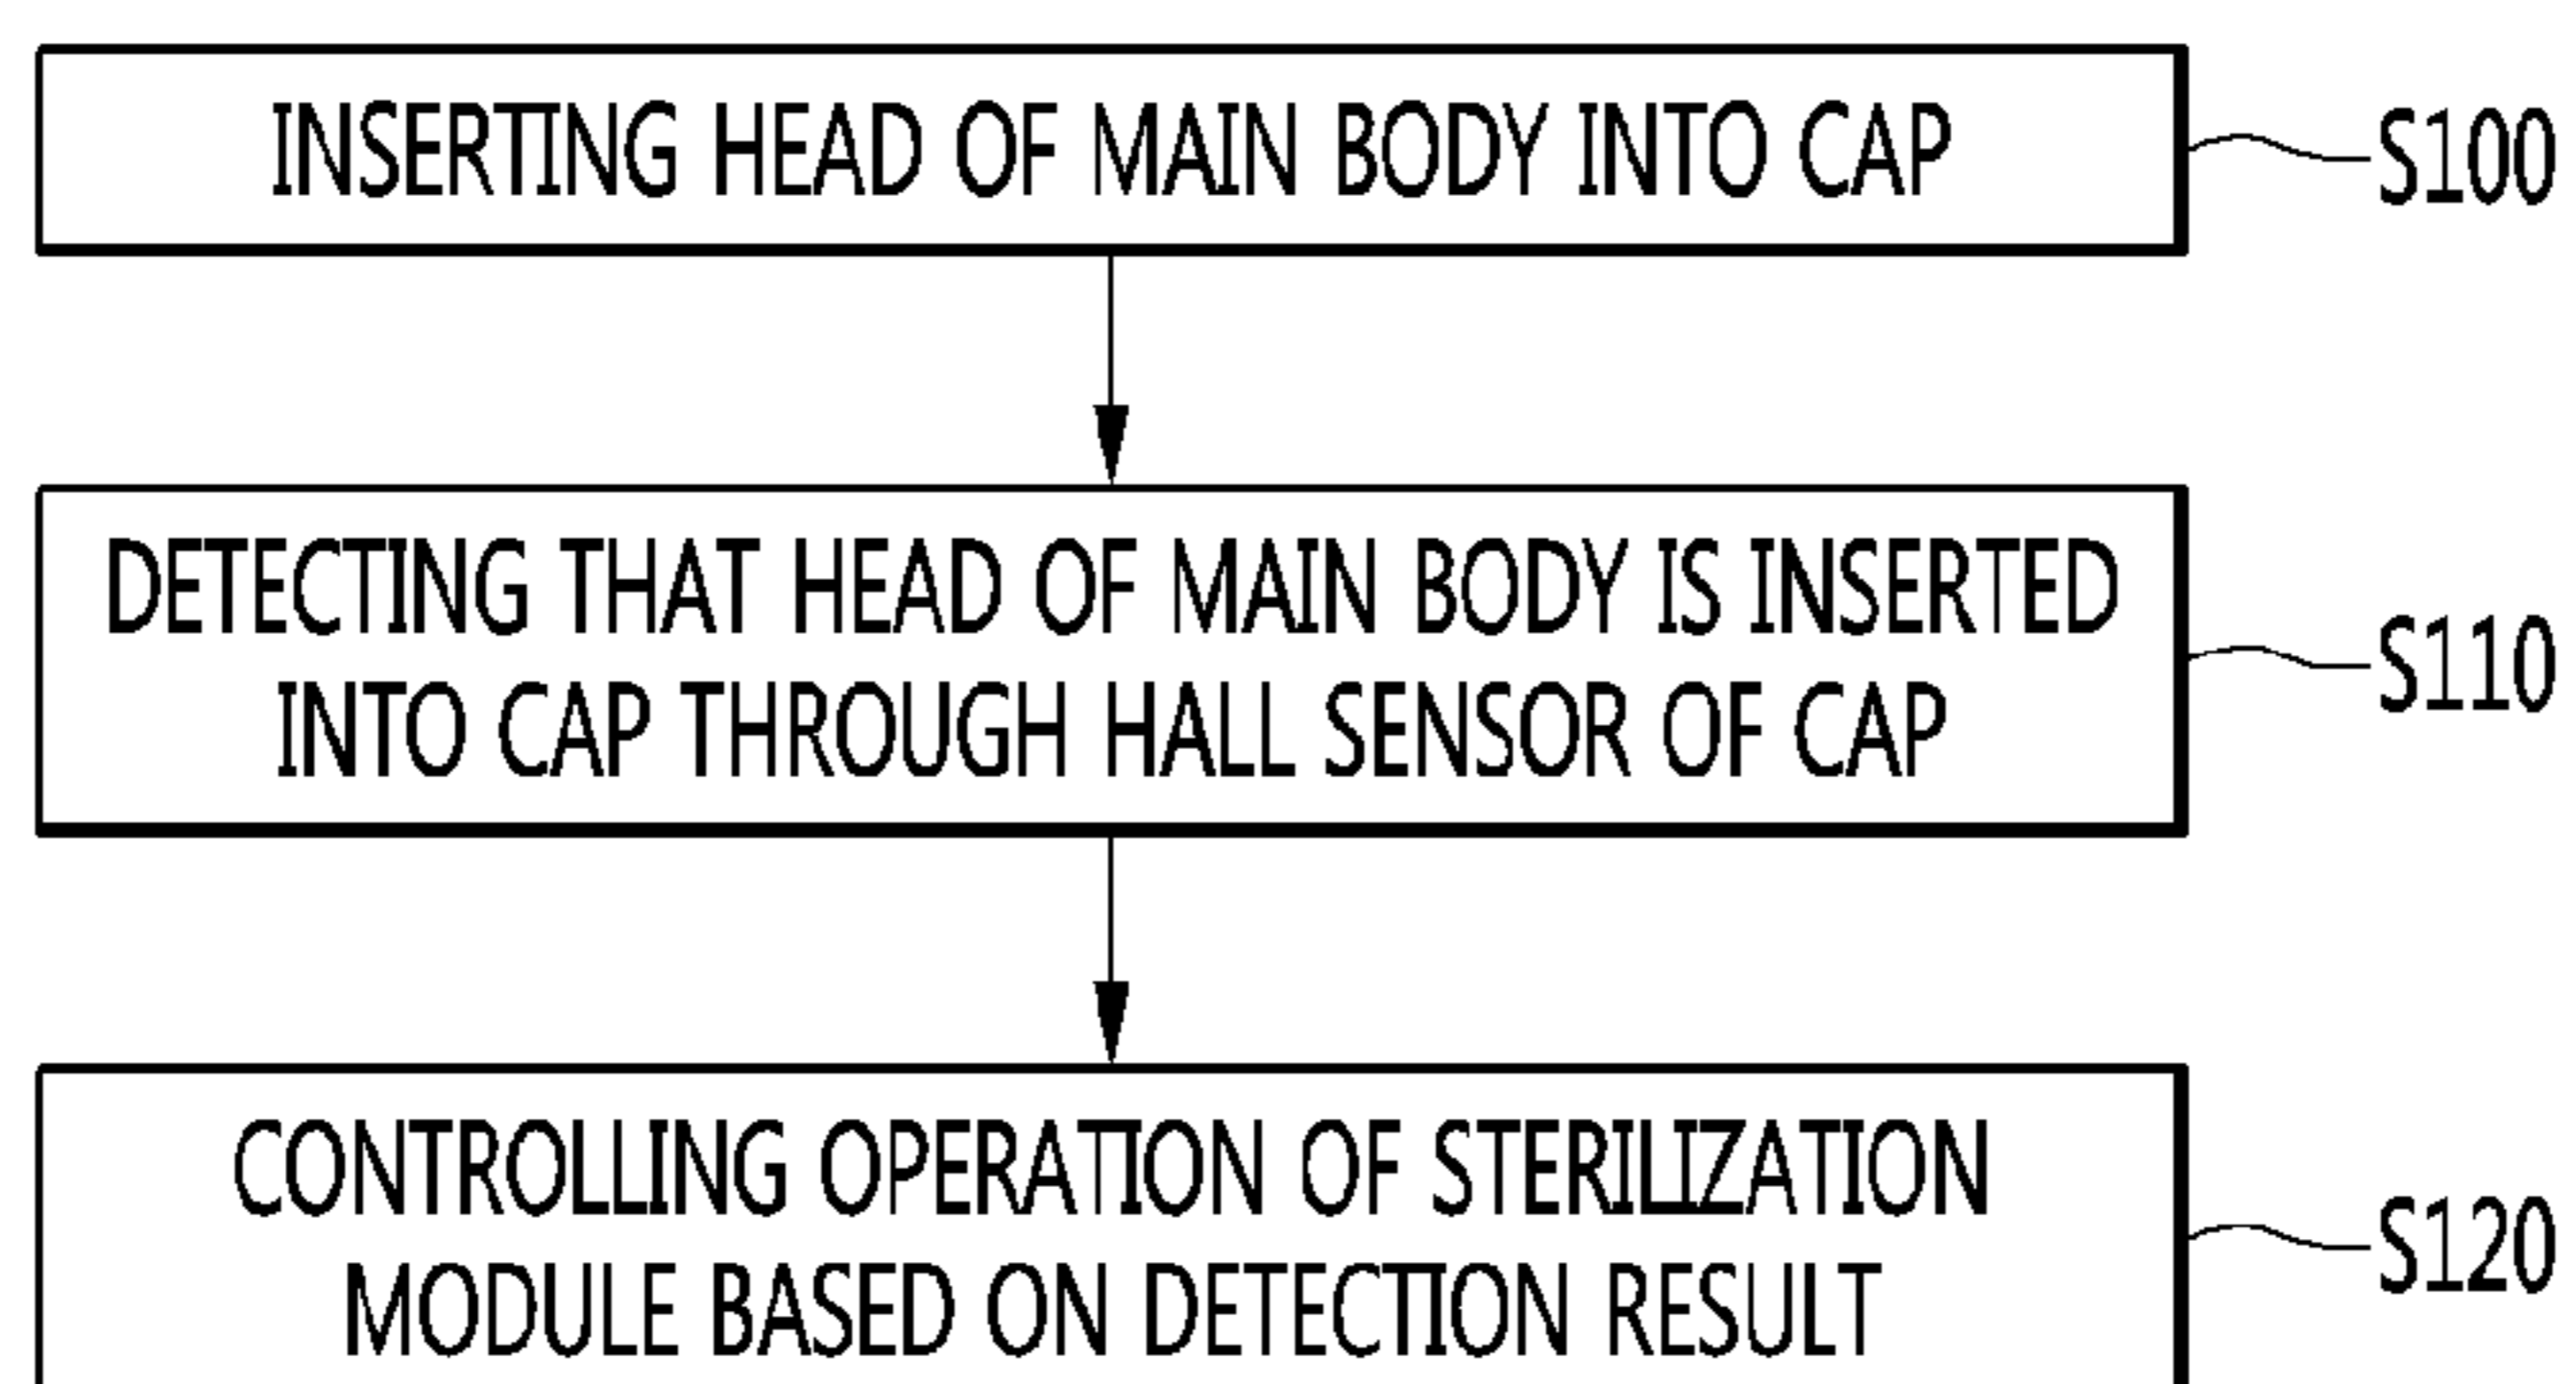 INSERTING HEAD OF MAIN BODY INTO CAP
S100
DETECTING THAT HEAD OF MAIN BODY IS INSERTED
INTO CAP THROUGH HALL SENSOR OF CAP
S110
CONTROLLING OPERATION OF STERILIZATION
MODULE BASED ON DETECTION RESULT
S120